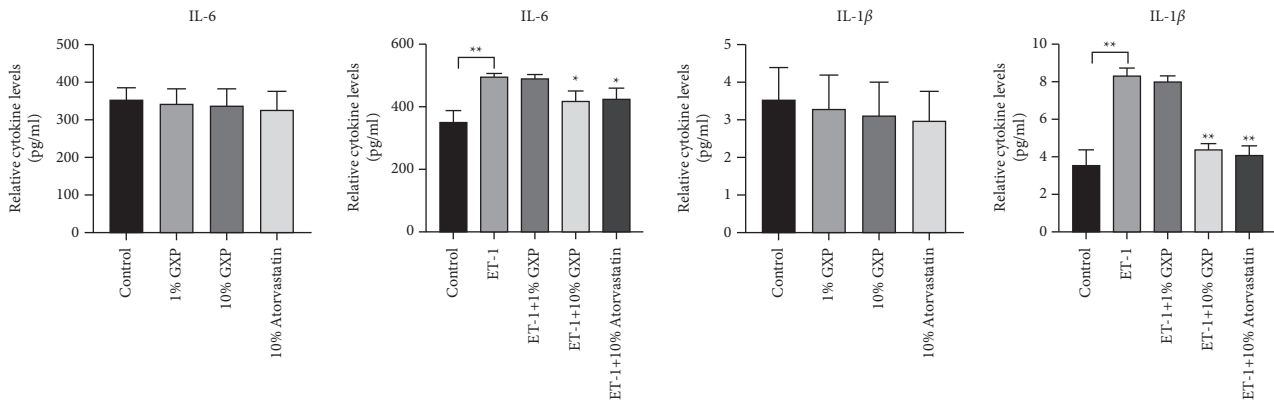 IL-6
Relative cytokine levels
(pg/ml)
500
400
300
200
100
0
Control
1% GXP
10% GXP
10% Atorvastatin
IL-6
Relative cytokine levels
(pg/ml)
600
400
200
0
**
*
*
Control
ET-1
ET-1+1% GXP
ET-1+10% GXP
ET-1+10% Atorvastatin
IL-1β
Relative cytokine levels
(pg/ml)
5
4
3
2
1
0
Control
1% GXP
10% GXP
10% Atorvastatin
IL-1β
Relative cytokine levels
(pg/ml)
10
8
6
4
2
0
**
**
**
Control
ET-1
ET-1+1% GXP
ET-1+10% GXP
ET-1+10% Atorvastatin